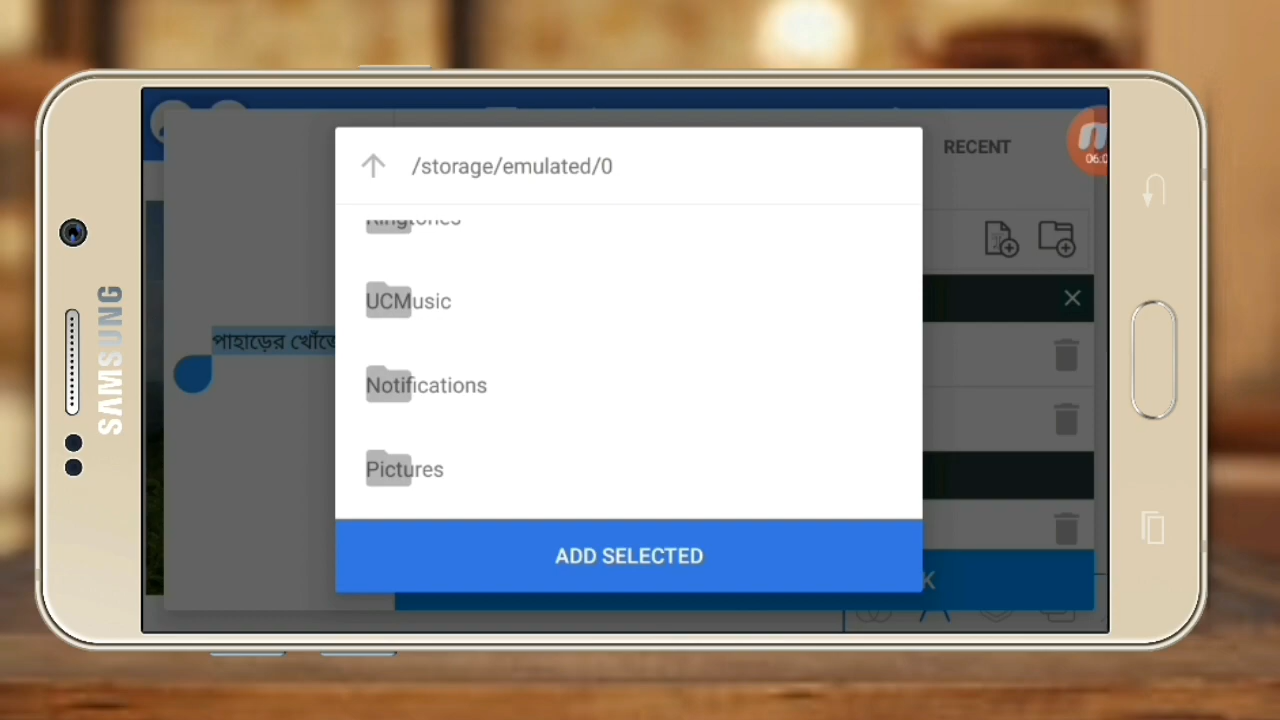 /storage/emulated/0
RECENT
Ringtones
UCMusic
পাহাড়ের খোঁতে
Notifications
Pictures
ADD SELECTED
SAMSUNG